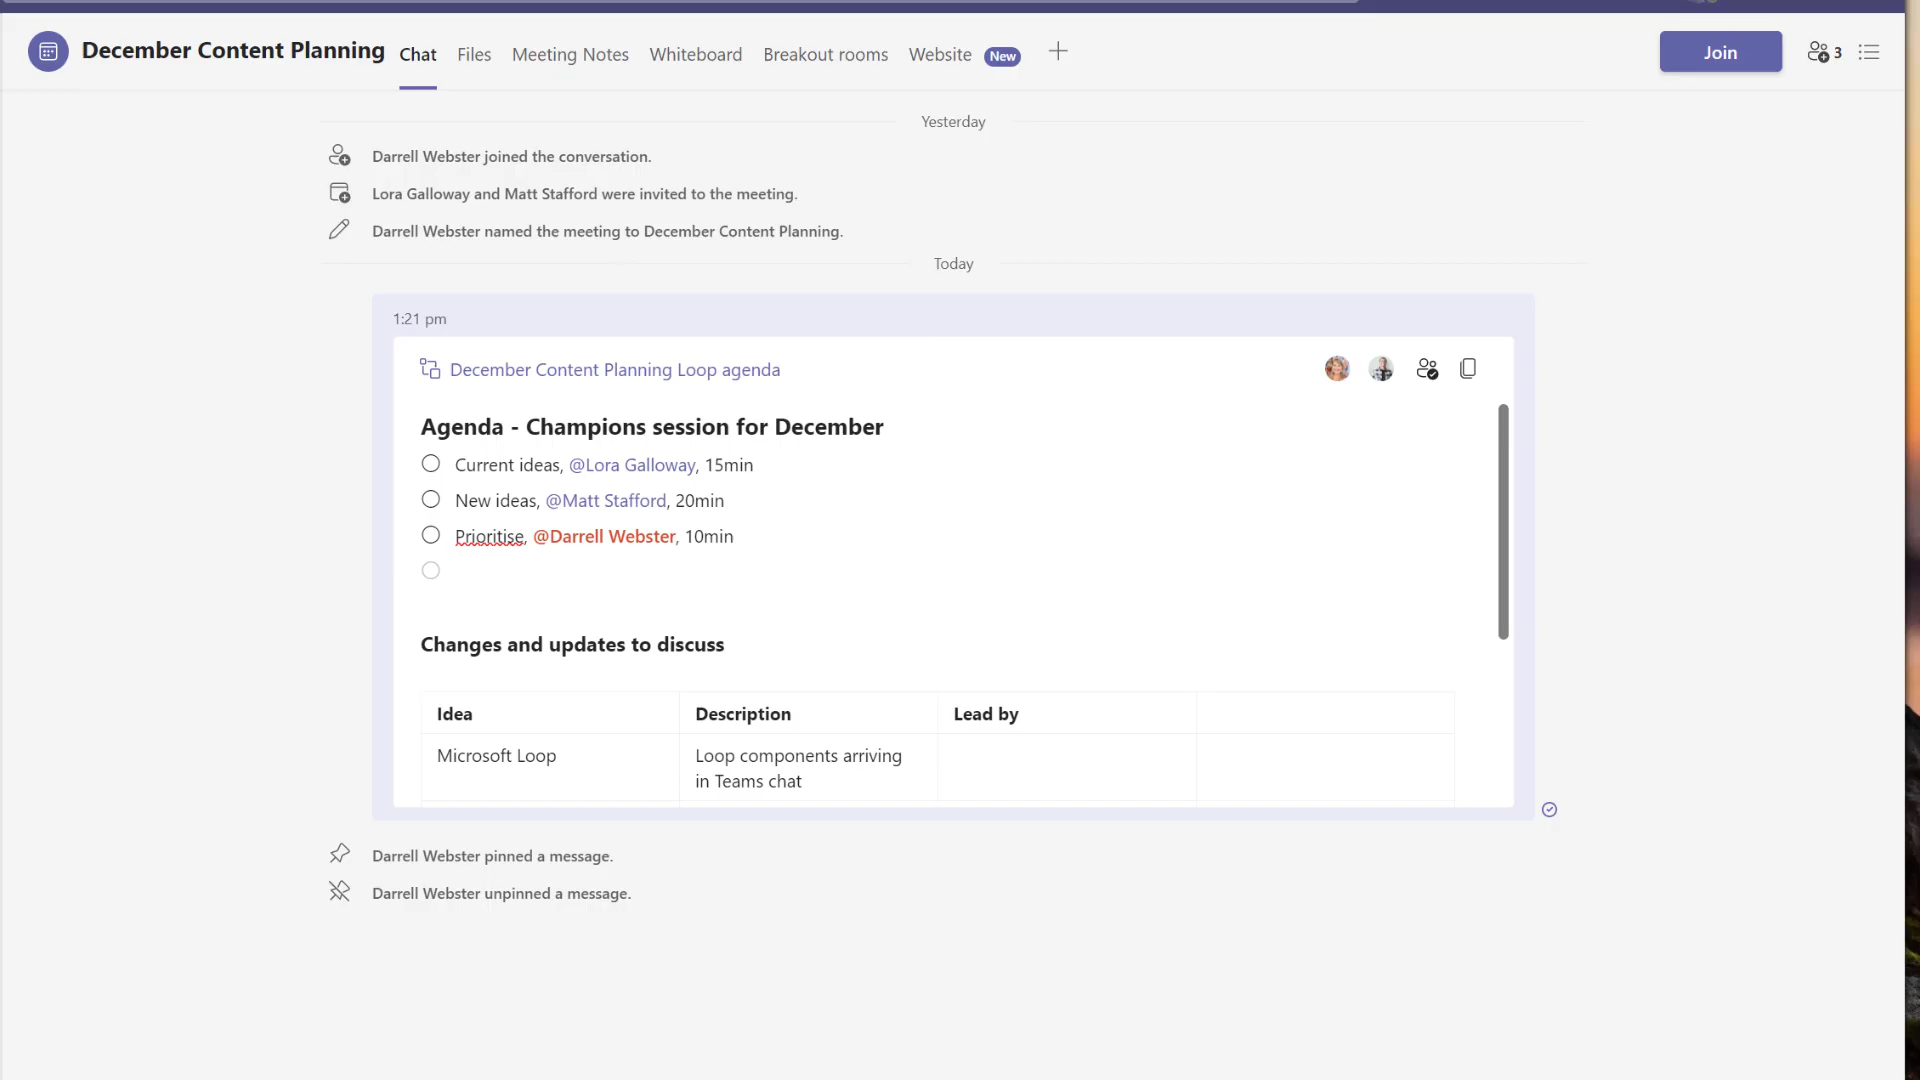 December Content Planning Chat Files Meeting Notes Whiteboard Breakout rooms Website New Join 3
Yesterday
Darrell Webster joined the conversation.
Lora Galloway and Matt Stafford were invited to the meeting.
Darrell Webster named the meeting to December Content Planning.
Today
1:21 pm
December Content Planning Loop agenda
Agenda - Champions session for December
Current ideas, @Lora Galloway, 15min
New ideas, @Matt Stafford, 20min
Prioritise, @Darrell Webster, 10min
Changes and updates to discuss
Idea Description Lead by
Microsoft Loop Loop components arriving
in Teams chat
Darrell Webster pinned a message.
Darrell Webster unpinned a message.